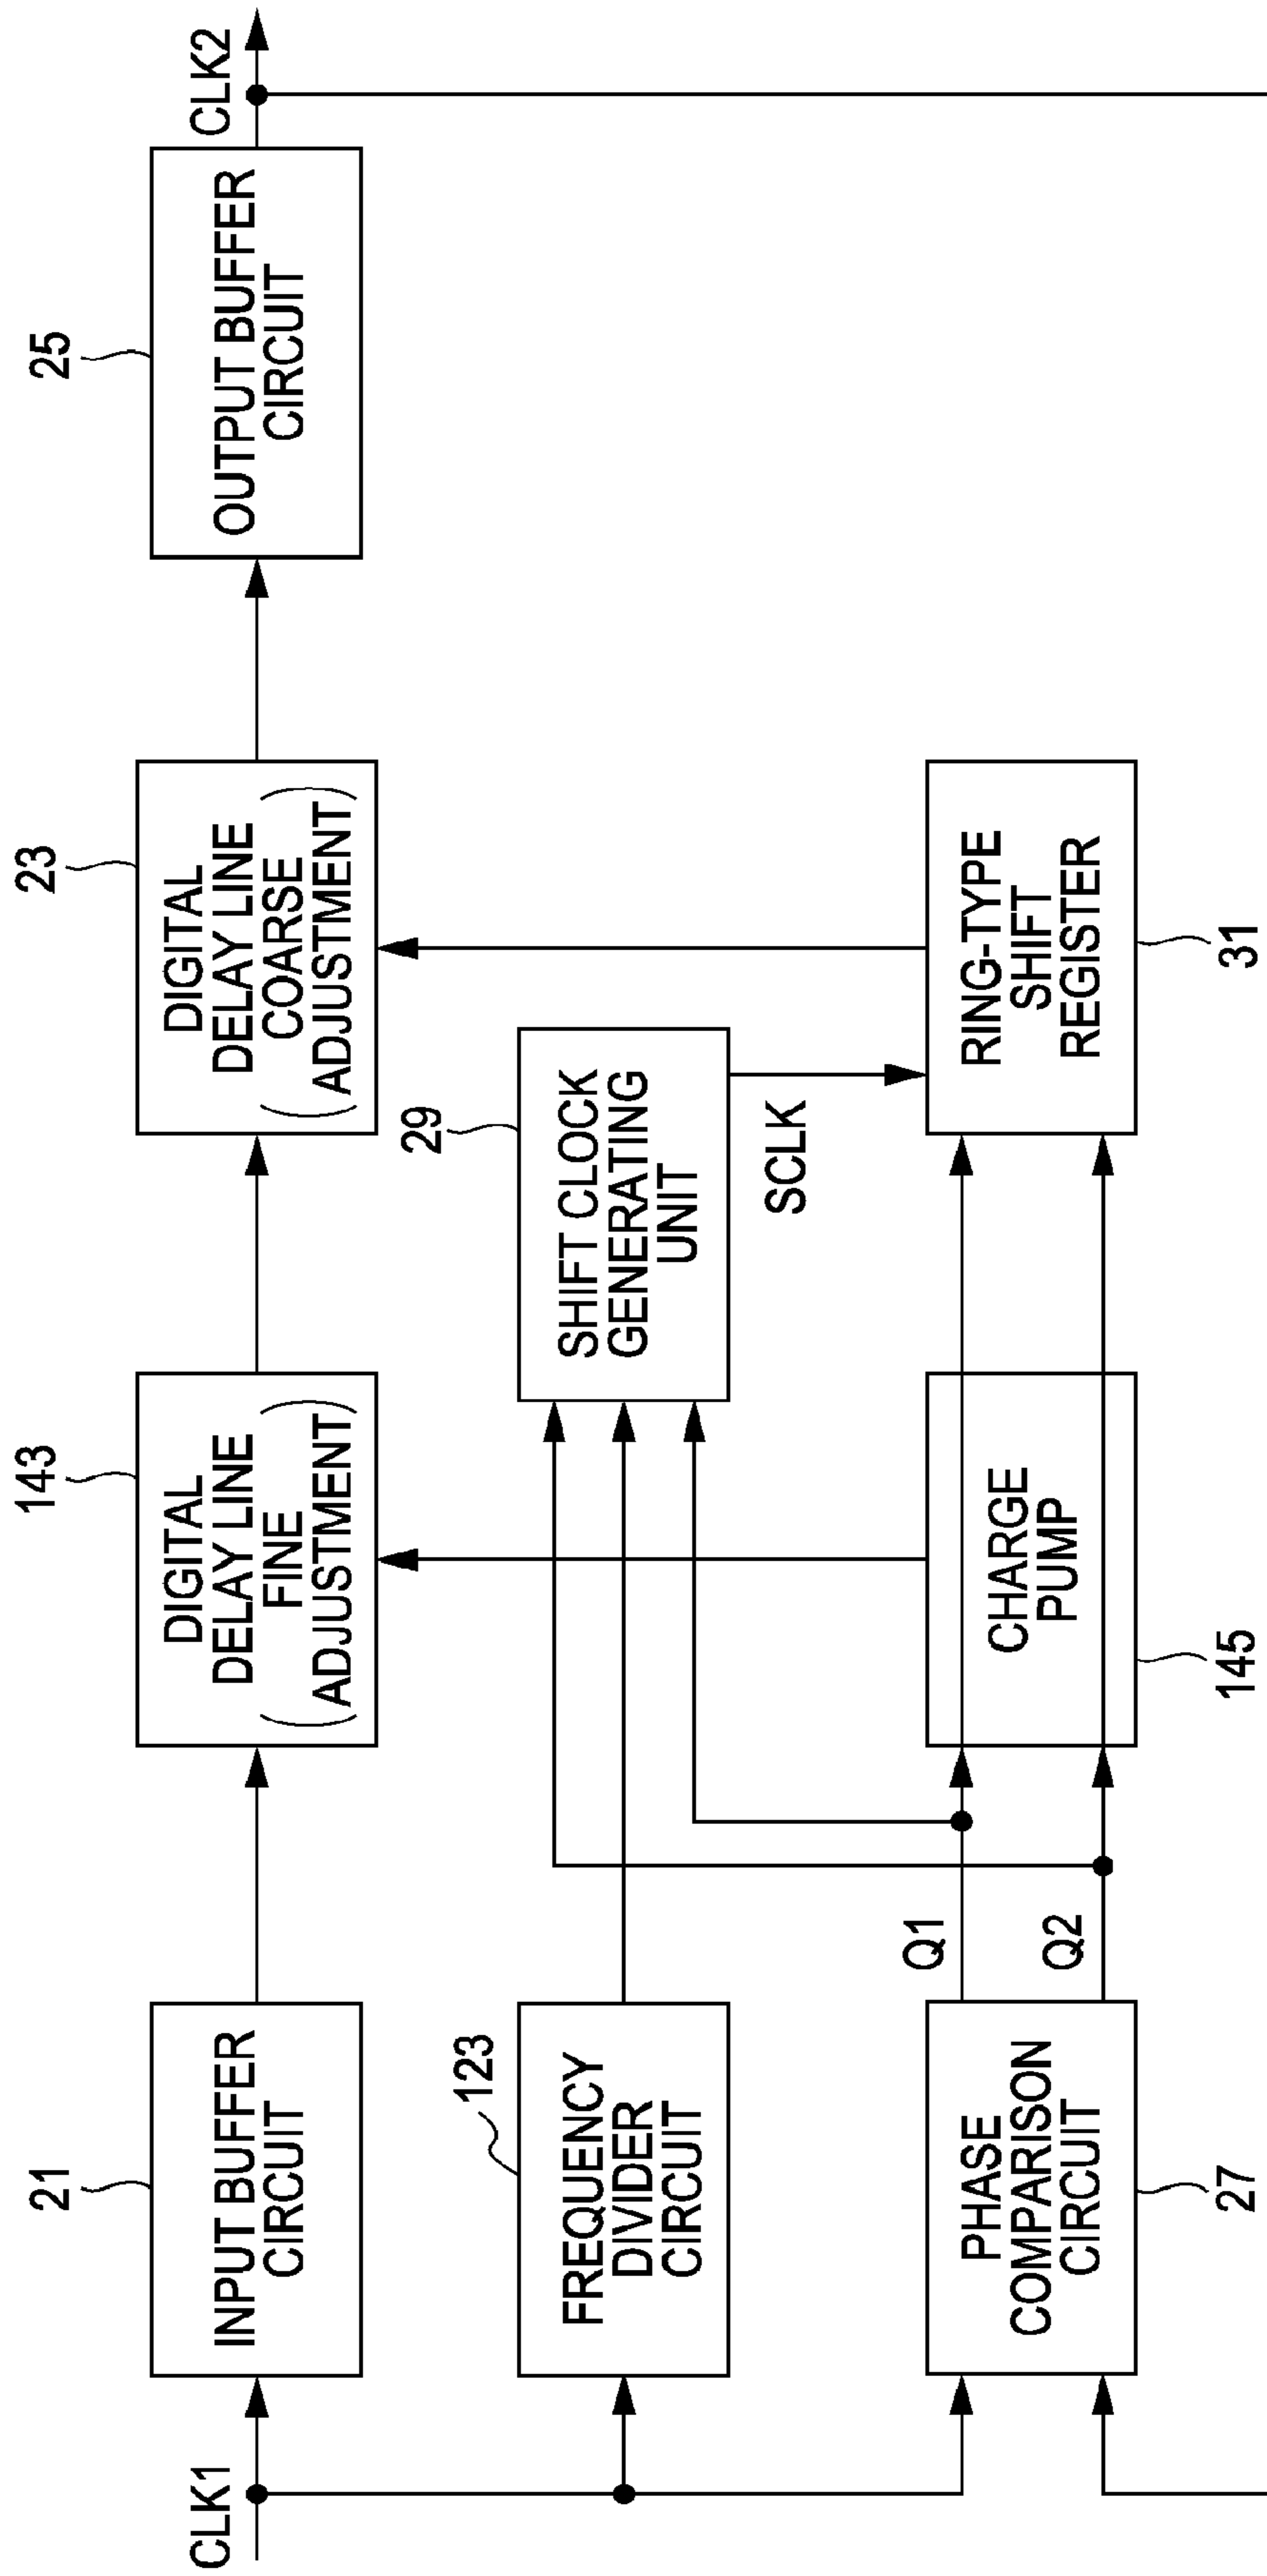 CLK1
21
INPUT BUFFER
CIRCUIT
143
DIGITAL
DELAY LINE
(FINE
ADJUSTMENT)
23
DIGITAL
DELAY LINE
(COARSE
ADJUSTMENT)
25
OUTPUT BUFFER
CIRCUIT
CLK2
123
FREQUENCY
DIVIDER
CIRCUIT
29
SHIFT CLOCK
GENERATING
UNIT
SCLK
PHASE
COMPARISON
CIRCUIT
27
Q1
Q2
CHARGE
PUMP
145
RING-TYPE
SHIFT
REGISTER
31